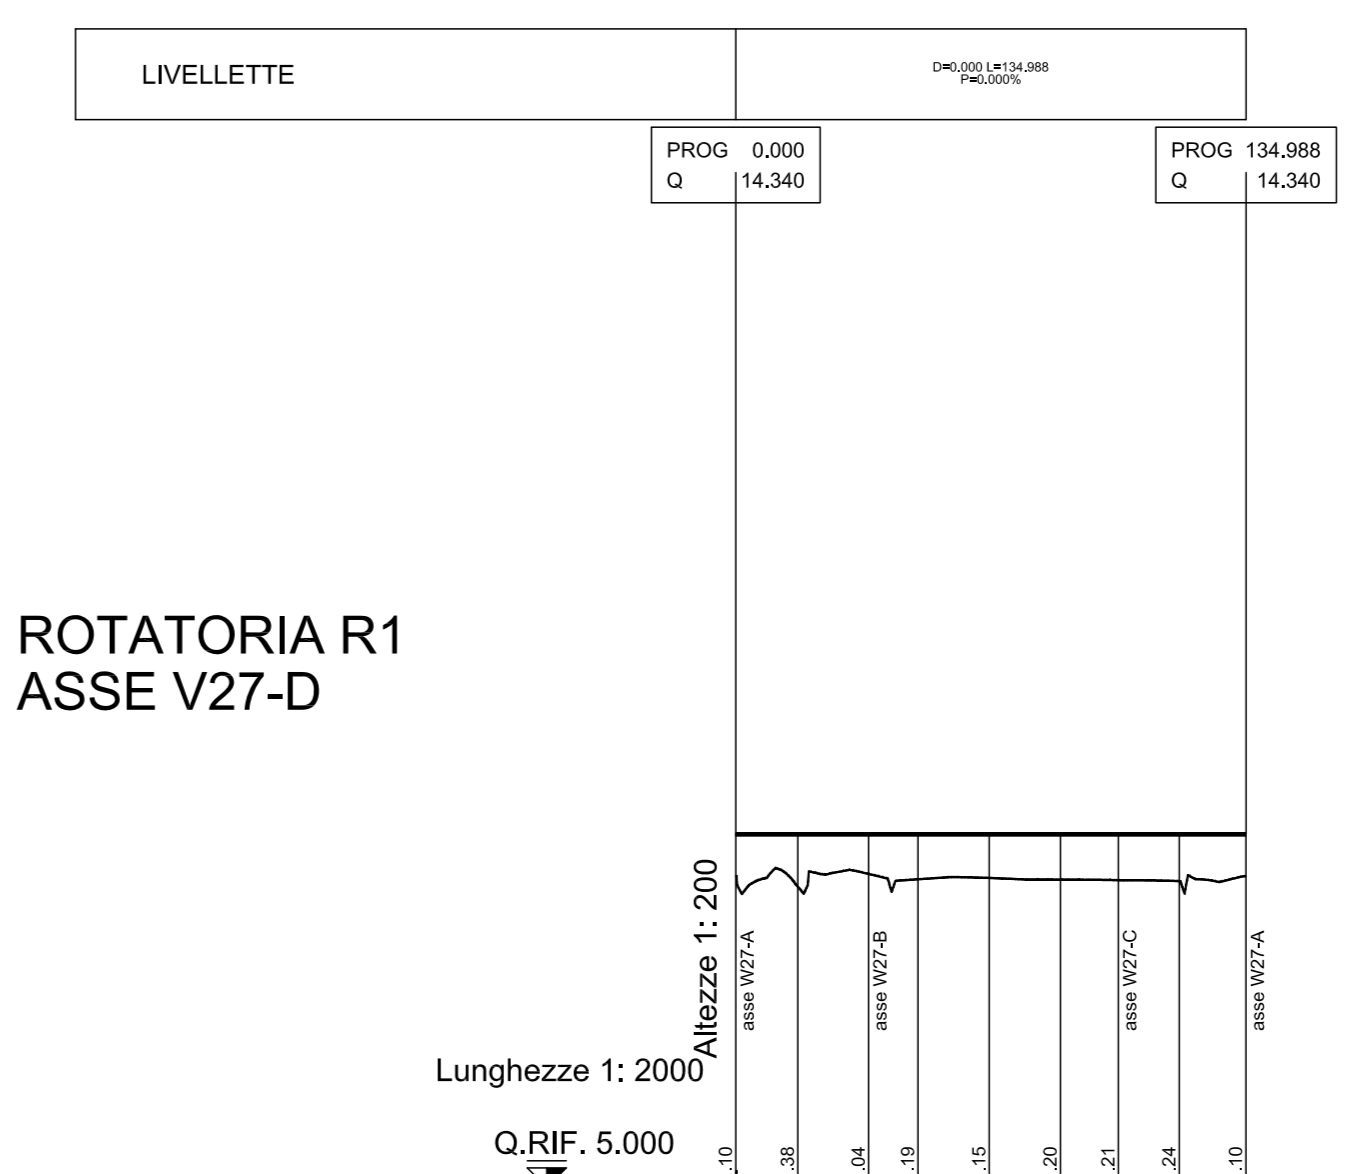 LIVELLETTE
D=0.000 L=134.988
P=0.000%
PROG 0.000
Q 14.340
PROG 134.988
Q 14.340
ROTATORIA R1
ASSE V27-D
Altezze 1: 200
asse W27-A
asse W27-B
asse W27-C
asse W27-A
Lunghezze 1: 2000
Q.RIF. 5.000
.10
.38
.04
.19
.15
.20
.21
.24
.10